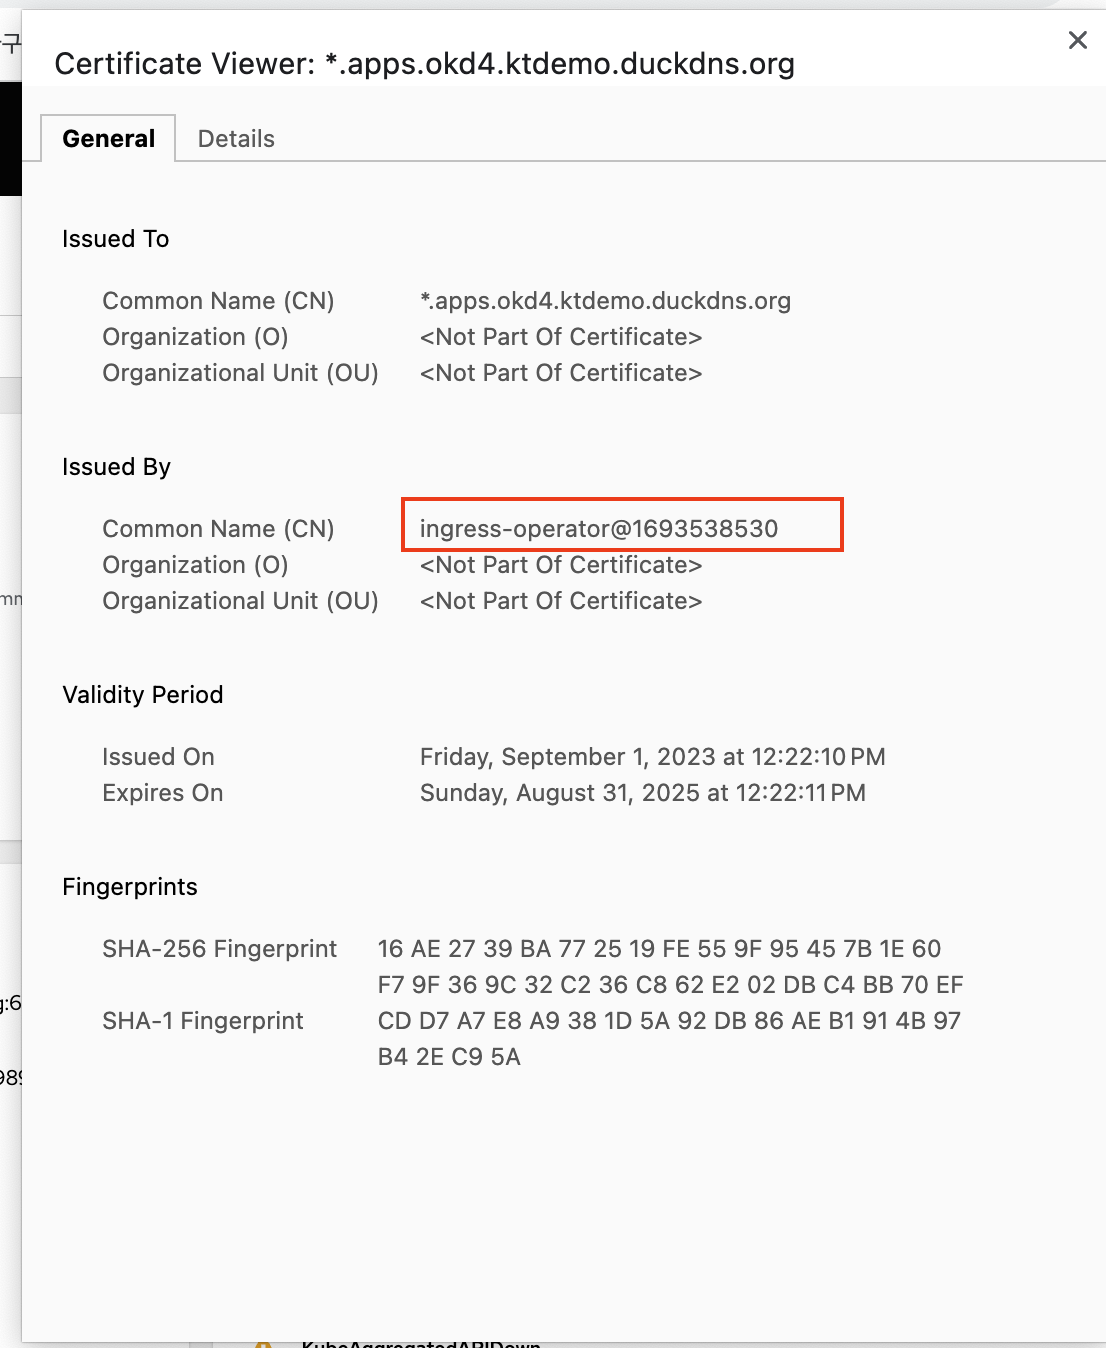 구
Certificate Viewer: *.apps.okd4.ktdemo.duckdns.org
General Details
Issued To
Common Name (CN) *.apps.okd4.ktdemo.duckdns.org
Organization (O) <Not Part Of Certificate>
Organizational Unit (OU) <Not Part Of Certificate>
Issued By
Common Name (CN) ingress-operator@1693538530
Organization (O) <Not Part Of Certificate>
Organizational Unit (OU) <Not Part Of Certificate>
Validity Period
Issued On Friday, September 1, 2023 at 12:22:10 PM
Expires On Sunday, August 31, 2025 at 12:22:11 PM
Fingerprints
SHA-256 Fingerprint 16 AE 27 39 BA 77 25 19 FE 55 9F 95 45 7B 1E 60
F7 9F 36 9C 32 C2 36 C8 62 E2 02 DB C4 BB 70 EF
SHA-1 Fingerprint CD D7 A7 E8 A9 38 1D 5A 92 DB 86 AE B1 91 4B 97
B4 2E C9 5A
KubeAggregatedAPIDown